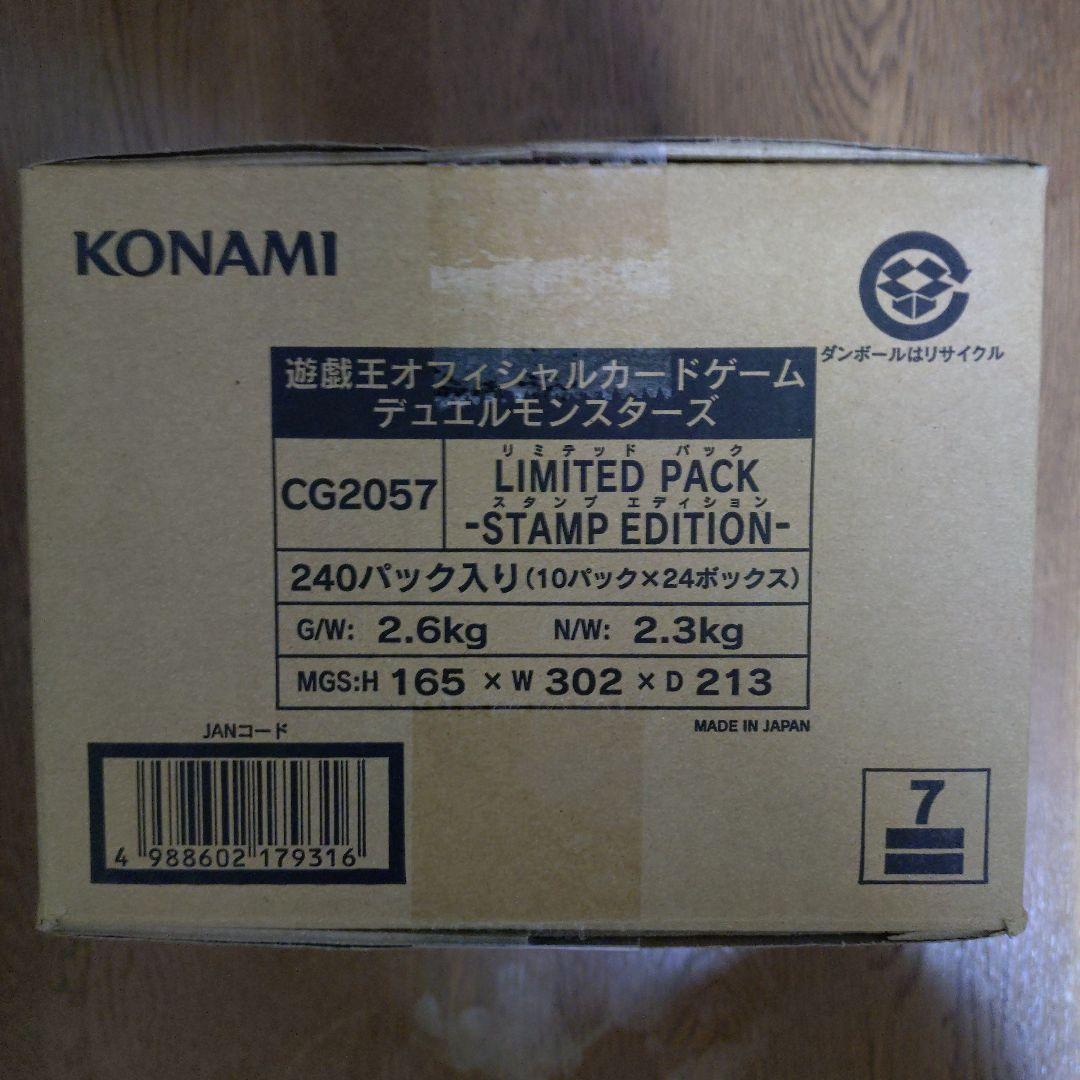 KONAMI
ダンボールはリサイクル
遊戯王オフィシャルカードゲーム
デュエルモンスターズ
CG2057
リミテッド パック
LIMITED PACK
スタンプ エディション
-STAMP EDITION-
240パック入り(10パック×24ボックス)
G/W: 2.6kg N/W: 2.3kg
MGS:H 165 × W 302 × D 213
MADE IN JAPAN
JANコード
4 988602 179316
7